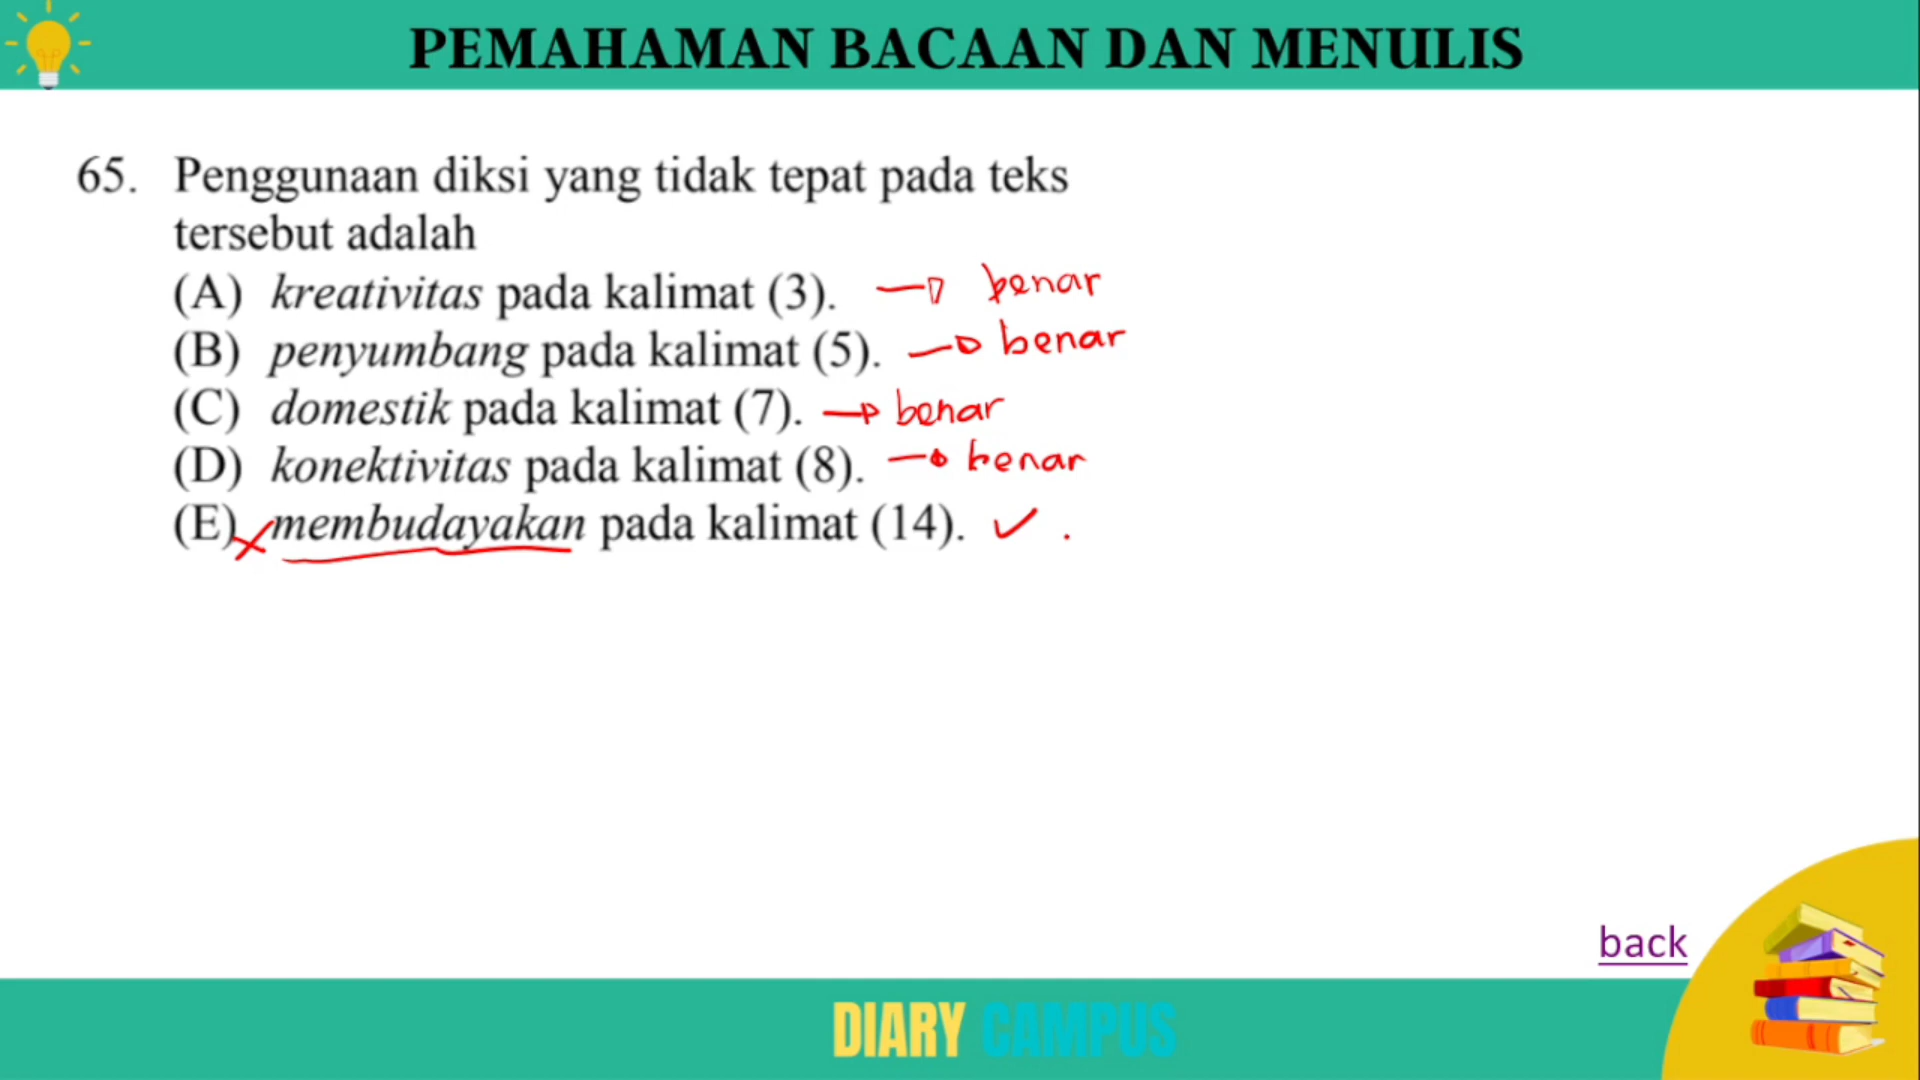 PEMAHAMAN BACAAN DAN MENULIS
65. Penggunaan diksi yang tidak tepat pada teks
tersebut adalah
(A) kreativitas pada kalimat (3). benar
(B) penyumbang pada kalimat (5). benar
(C) domestik pada kalimat (7). benar
(D) konektivitas pada kalimat (8). benar
(E) membudayakan pada kalimat (14).
back
DIARY CAMPUS